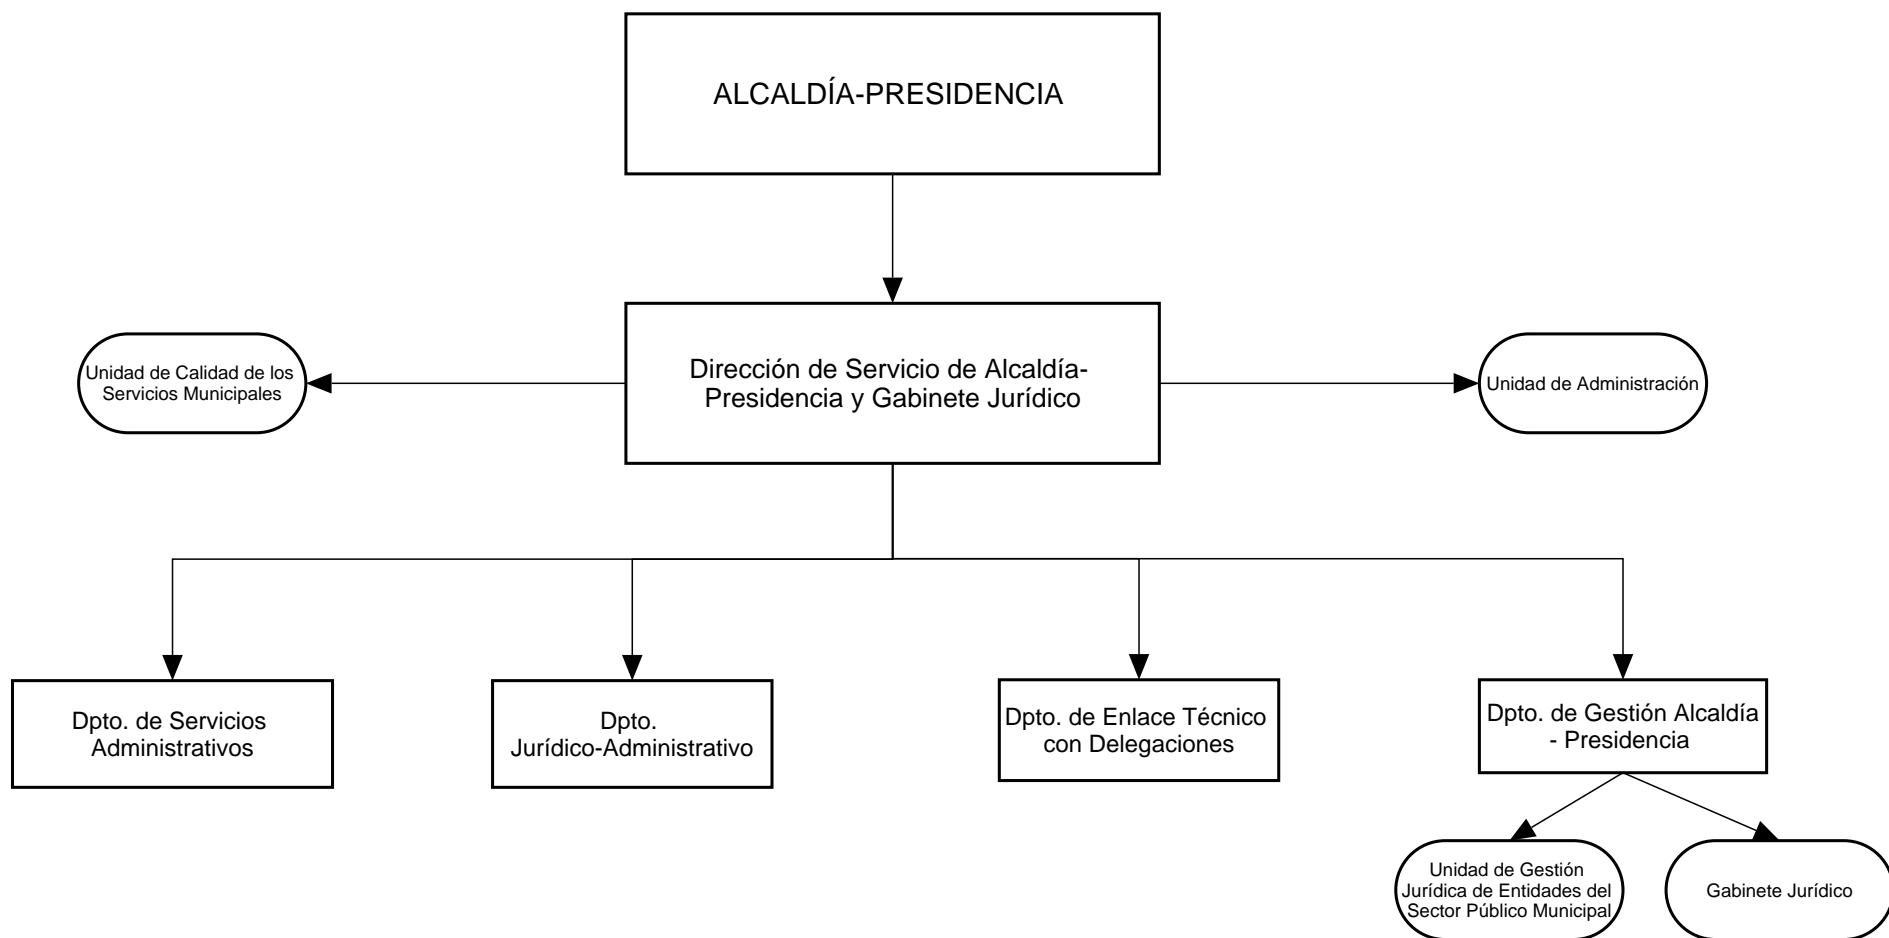 ALCALDÍA-PRESIDENCIA
Dirección de Servicio de Alcaldía-
Presidencia y Gabinete Jurídico
Unidad de Calidad de los
Servicios Municipales
Unidad de Administración
Dpto. de Servicios
Administrativos
Dpto.
Jurídico-Administrativo
Dpto. de Enlace Técnico
con Delegaciones
Dpto. de Gestión Alcaldía
- Presidencia
Unidad de Gestión
Jurídica de Entidades del
Sector Público Municipal
Gabinete Jurídico